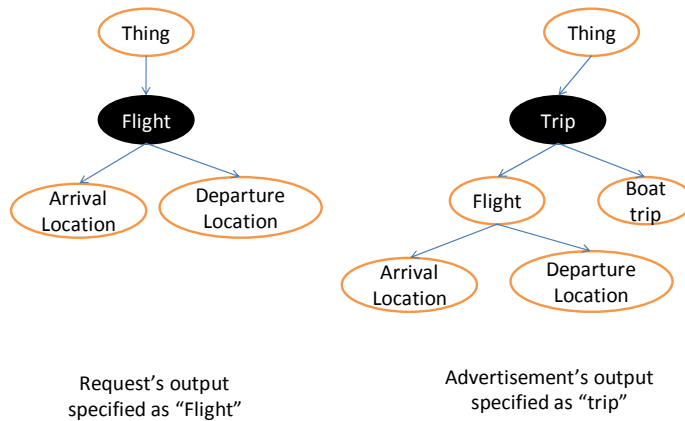 Thing
Flight
Arrival
Location
Departure
Location
Request's output
specified as "Flight"
Thing
Trip
Flight
Boat
trip
Arrival
Location
Departure
Location
Advertisement's output
specified as "trip"